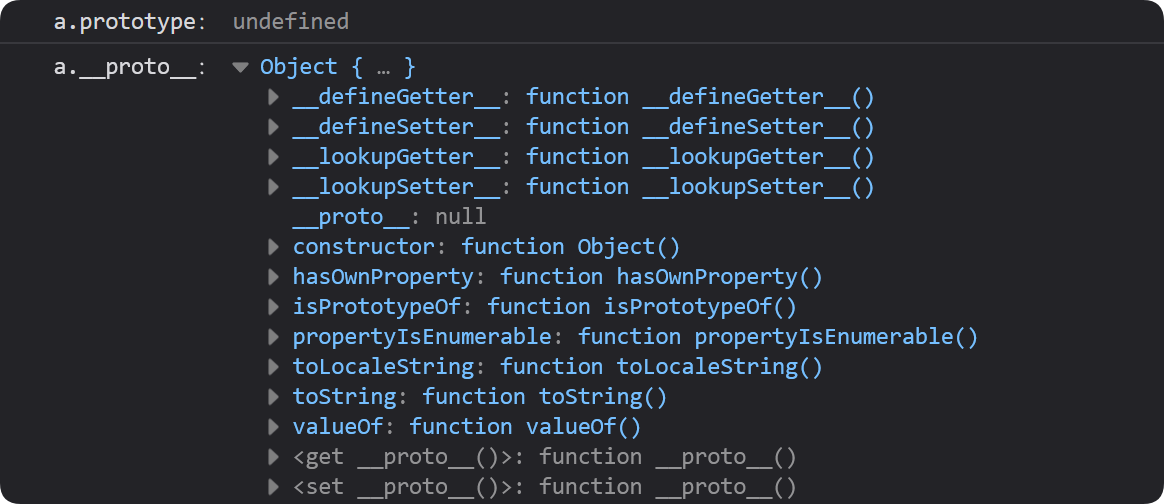 a.prototype: undefined
a.__proto__: Object { … }
__defineGetter__: function __defineGetter__()
__defineSetter__: function __defineSetter__()
__lookupGetter__: function __lookupGetter__()
__lookupSetter__: function __lookupSetter__()
__proto__: null
constructor: function Object()
hasOwnProperty: function hasOwnProperty()
isPrototypeOf: function isPrototypeOf()
propertyIsEnumerable: function propertyIsEnumerable()
toLocaleString: function toLocaleString()
toString: function toString()
valueOf: function valueOf()
<get __proto__()>: function __proto__()
<set __proto__()>: function __proto__()